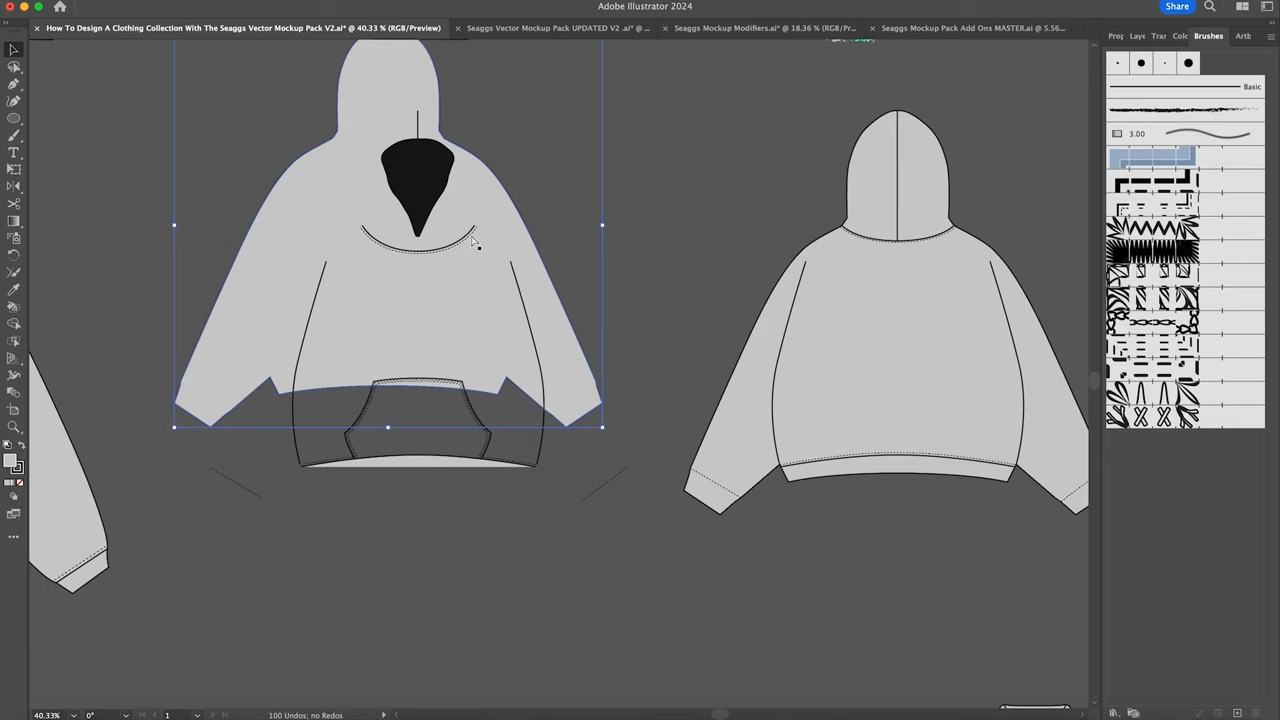 Adobe Illustrator 2024
Share
How To Design A Clothing Collection With The Seaggs Vector Mockup Pack V2.ai* @ 40.33 % (RGB/Preview)
Seaggs Vector Mockup Pack UPDATED V2 .ai* @ ...
Seaggs Mockup Modifiers.ai* @ 18.36 % (RGB/Pr...
Seaggs Mockup Pack Add Ons MASTER.ai @ 5.56...
Prop
Laye
Trar
Colo
Brushes
Artb
Basic
3.00
40.33%
0°
1
100 Undos; no Redos